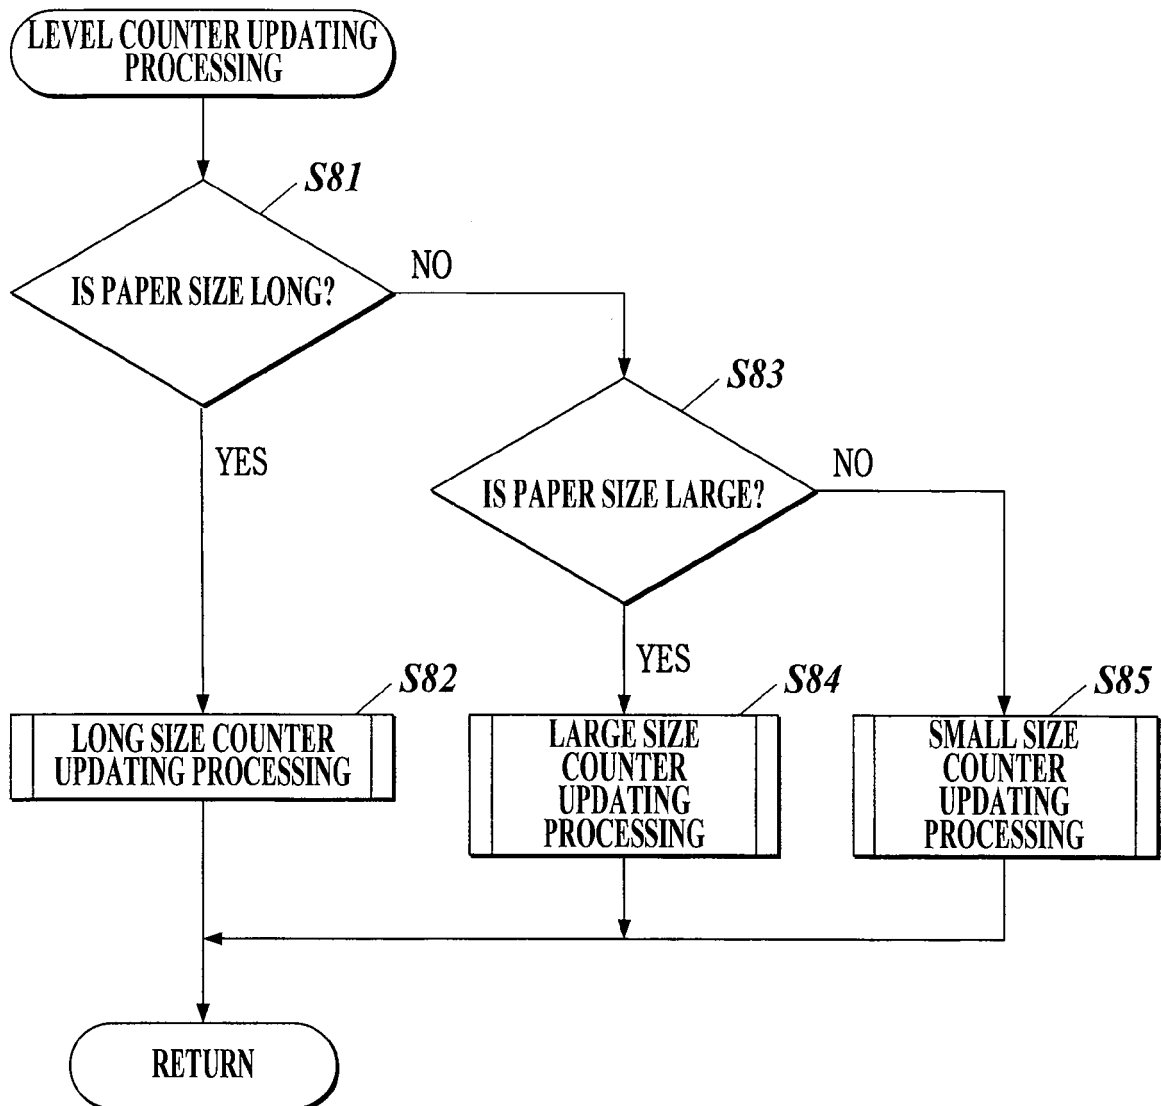 LEVEL COUNTER UPDATING
PROCESSING
S81
IS PAPER SIZE LONG?
NO
YES
S83
IS PAPER SIZE LARGE?
NO
YES
S82
LONG SIZE COUNTER
UPDATING PROCESSING
S84
LARGE SIZE
COUNTER
UPDATING
PROCESSING
S85
SMALL SIZE
COUNTER
UPDATING
PROCESSING
RETURN